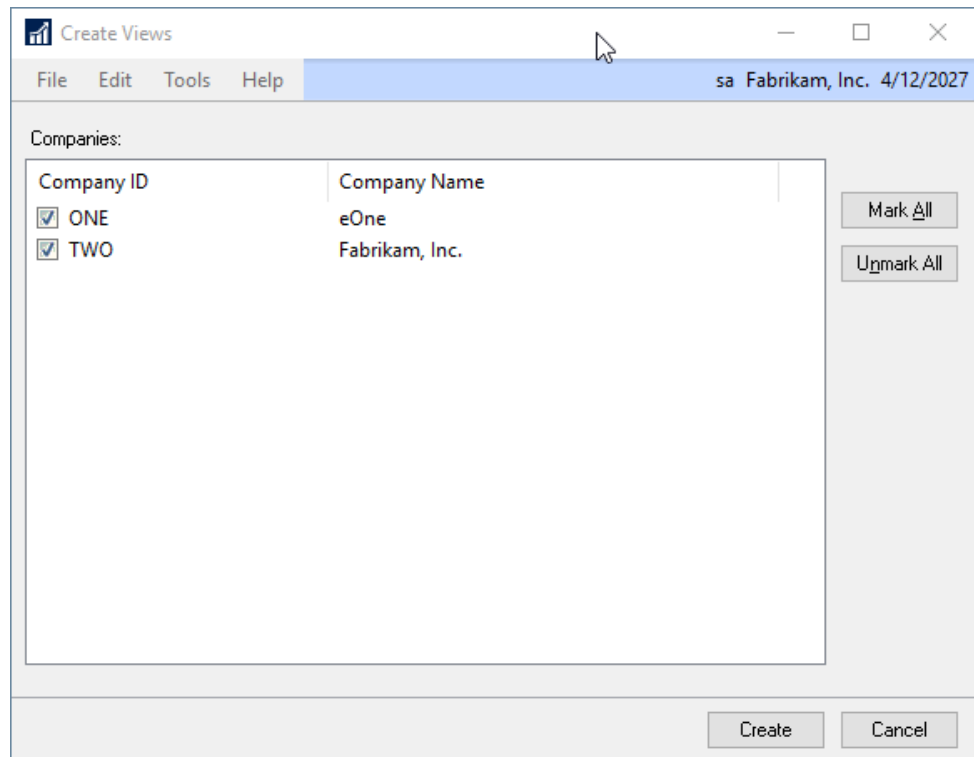 Create Views
File Edit Tools Help sa Fabrikam, Inc. 4/12/2027
Companies:
Company ID Company Name
ONE eOne
TWO Fabrikam, Inc.
Mark All
Unmark All
Create Cancel